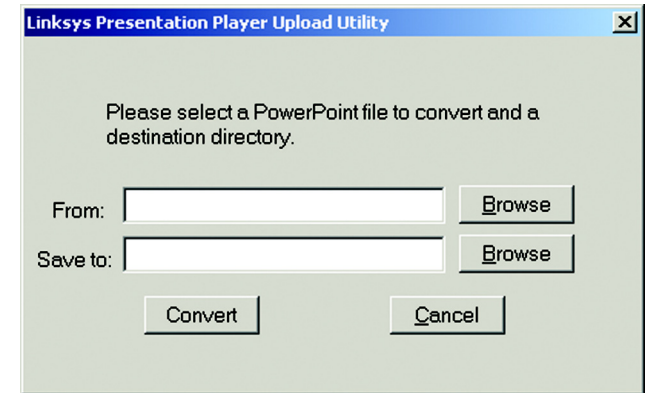 Linksys Presentation Player Upload Utility
Please select a PowerPoint file to convert and a
destination directory.
From: Browse
Save to: Browse
Convert Cancel